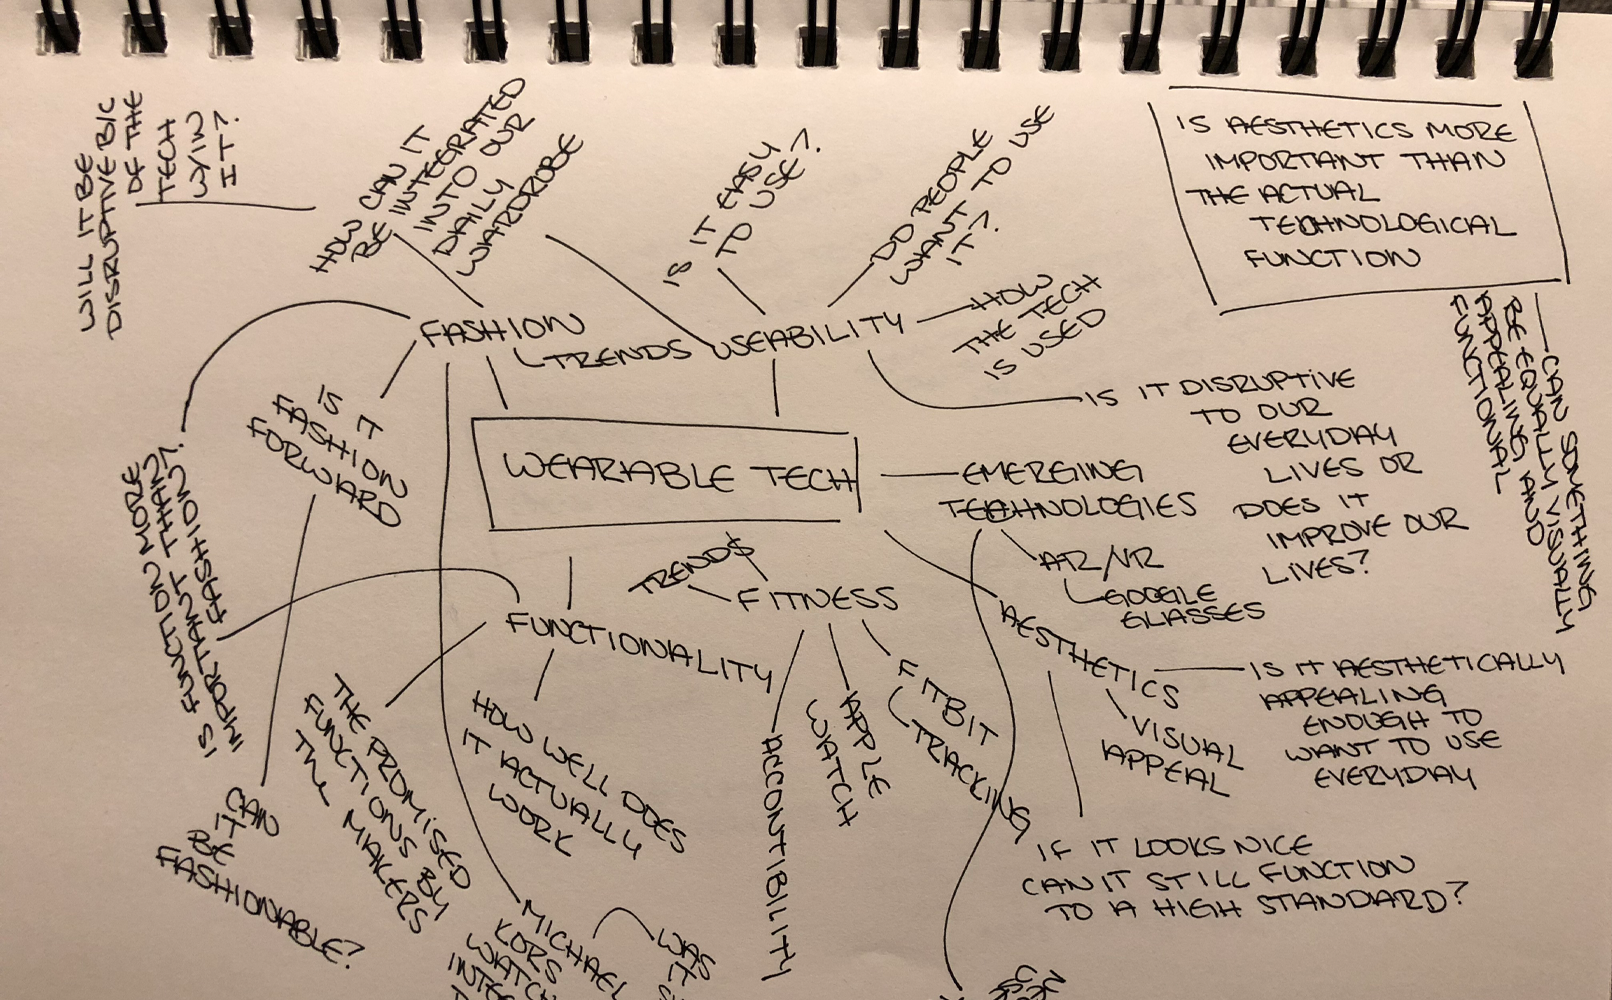 WILL IT BE
DISRUPTIVE BIC
OF THE
TECH
W/IN
IT?
HOW CAN IT
BE INTEGRATED
INTO OUR
DAILY
WARDROBE
IS IT EASY
TO USE?
DO PEOPLE
WANT TO USE
IT?
HOW
THE TECH
IS USED
IS AESTHETICS MORE
IMPORTANT THAN
THE ACTUAL
TECHNOLOGICAL
FUNCTION
CAN SOMETHING
BE EQUALLY VISUALLY
APPEALING AND
FUNCTIONAL
FASHION
TRENDS
USEABILITY
IS IT
FASHION
FORWARD
IS IT DISRUPTIVE
TO OUR
EVERYDAY
LIVES OR
DOES IT
IMPROVE OUR
LIVES?
WEARABLE TECH
EMERGING
TECHNOLOGIES
AR/VR
GOOGLE
GLASSES
IS FUNCTION MORE
IMPORTANT THAN?
FASHION?
TREND$
FITNESS
FUNCTIONALITY
AESTHETICS
IS IT AESTHETICALLY
APPEALING
ENOUGH TO
WANT TO USE
EVERYDAY
VISUAL
APPEAL
FITBIT
TRACKING
APPLE
WATCH
ACCONTIBILITY
HOW WELL DOES
IT ACTUALLY
WORK
THE PROMISED
FUNCTIONS BY
THE MAKERS
CAN
IT
BE
FASHIONABLE?
IF IT LOOKS NICE
CAN IT STILL FUNCTION
TO A HIGH STANDARD?
MICHAEL
KORS
WATCH
WAS
IT